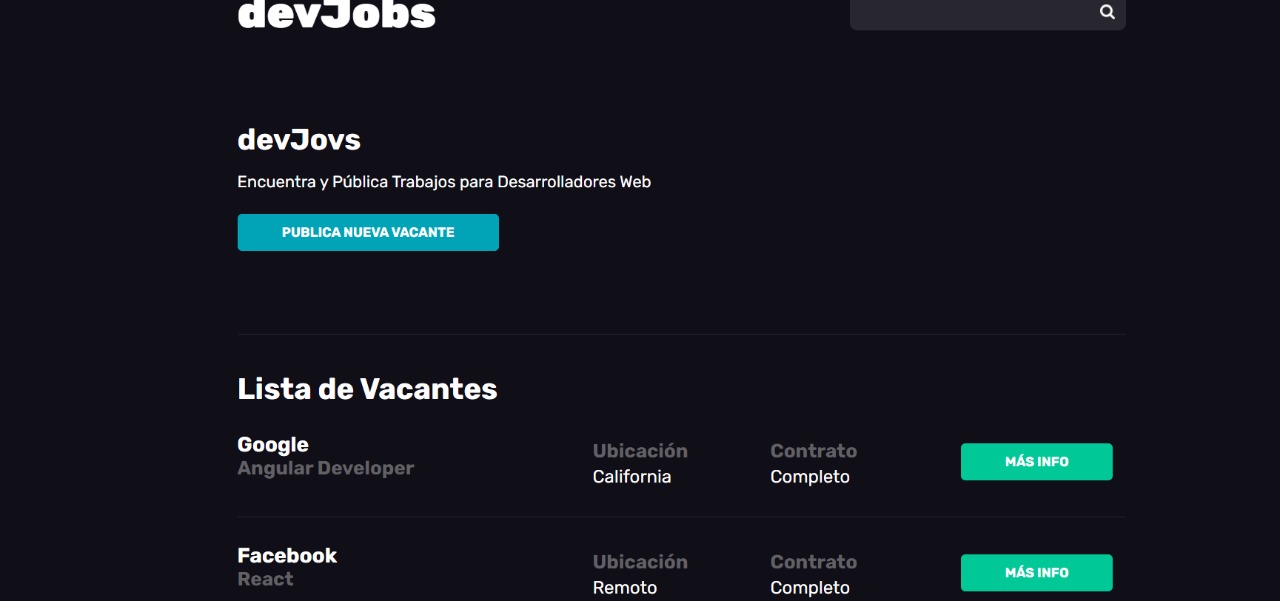 devJobs
devJovs
Encuentra y Pública Trabajos para Desarrolladores Web
PUBLICA NUEVA VACANTE
Lista de Vacantes
Google
Angular Developer
Ubicación
California
Contrato
Completo
MÁS INFO
Facebook
React
Ubicación
Remoto
Contrato
Completo
MÁS INFO